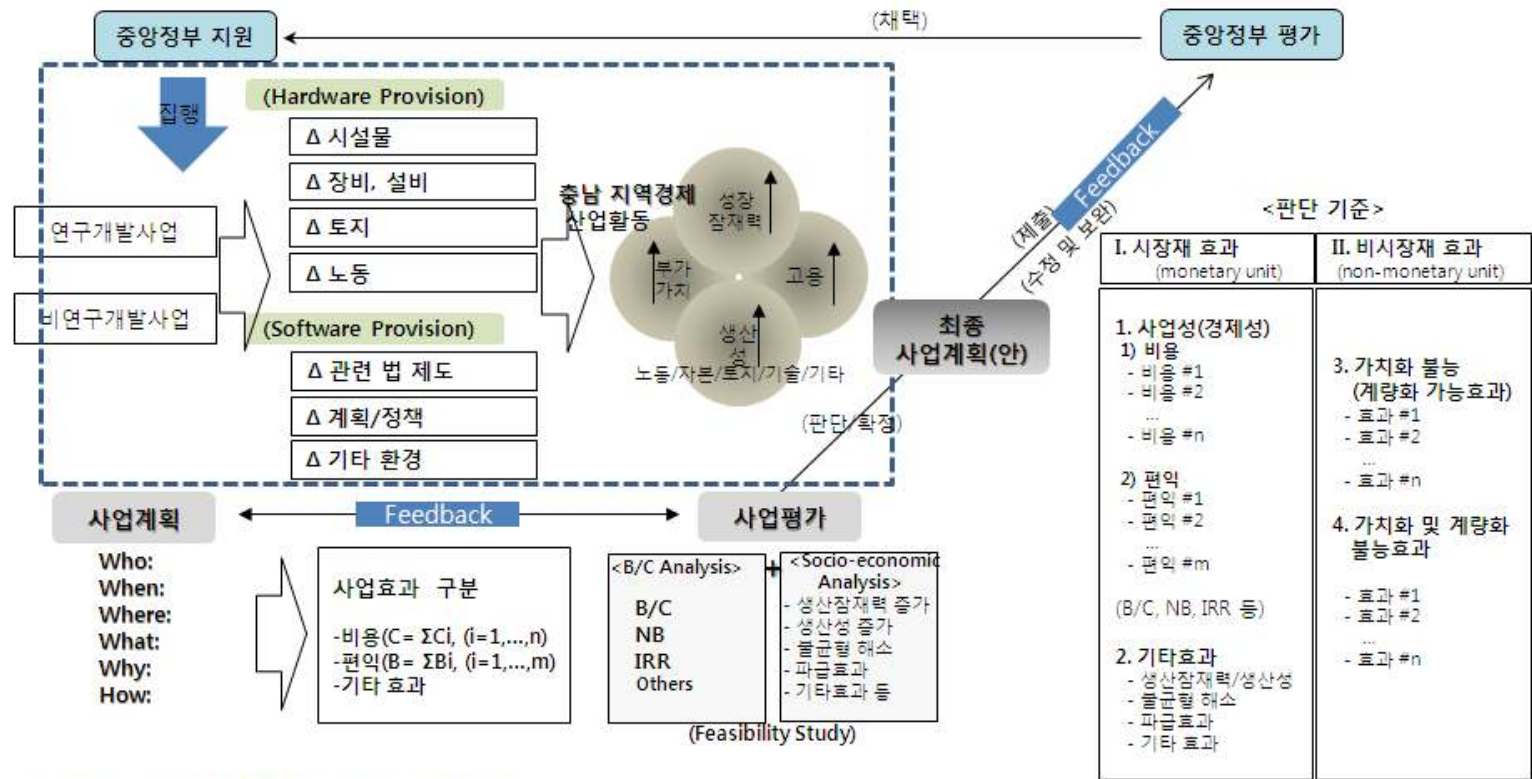 (채택)
중앙정부 지원
중앙정부 평가
집행
(Hardware Provision)
Δ 시설물
Δ 장비, 설비
Δ 토지
Δ 노동
연구개발사업
비연구개발사업
(Software Provision)
Δ 관련 법 제도
Δ 계획/정책
Δ 기타 환경
충남 지역경제
산업활동
성장
잠재력
부가
가치
고용
생산
성
노동/자본/토지/기술/기타
(판단/확정)
최종
사업계획(안)
(제출)
Feedback
(수정 및 보완)
사업계획
Feedback
사업평가
Who:
When:
Where:
What:
Why:
How:
사업효과 구분
-비용(C= ΣCi, (i=1,...,n)
-편익(B= ΣBi, (i=1,...,m)
-기타 효과
<B/C Analysis>
B/C
NB
IRR
Others
+
<Socio-economic
Analysis>
- 생산잠재력 증가
- 생산성 증가
- 불균형 해소
- 파급효과
- 기타효과 등
(Feasibility Study)
<판단 기준>
I. 시장재 효과
(monetary unit)
II. 비시장재 효과
(non-monetary unit)
1. 사업성(경제성)
1) 비용
- 비용 #1
- 비용 #2
...
- 비용 #n
2) 편익
- 편익 #1
- 편익 #2
...
- 편익 #m
(B/C, NB, IRR 등)
2. 기타효과
- 생산잠재력/생산성
- 불균형 해소
- 파급효과
- 기타 효과
3. 가치화 불능
(계량화 가능효과)
- 효과 #1
- 효과 #2
...
- 효과 #n
4. 가치화 및 계량화
불능효과
- 효과 #1
- 효과 #2
...
- 효과 #n